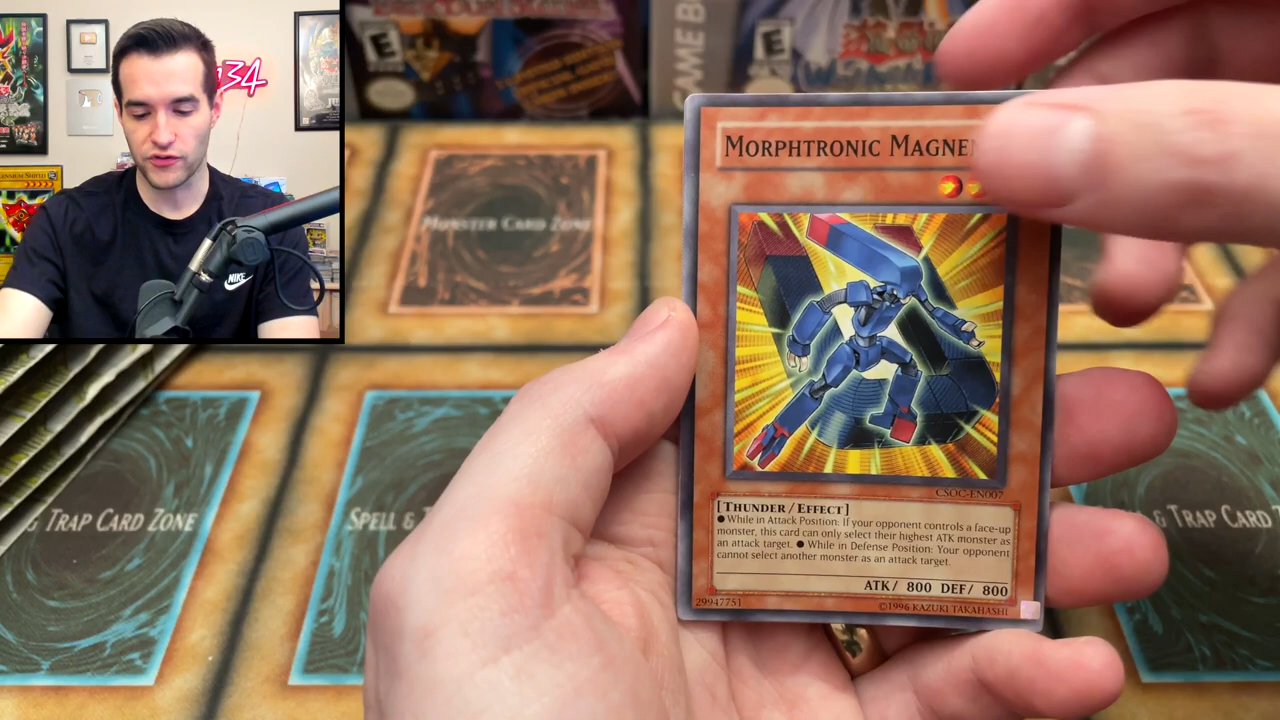 134
E
E
GAME B
MILLENNIUM SHIELD
NIKE
MONSTER CARD ZONE
MORPHTRONIC MAGNE
CSOC-EN007
[THUNDER/EFFECT]
●While in Attack Position: If your opponent controls a face-up
monster, this card can only select their highest ATK monster as
an attack target. ● While in Defense Position: Your opponent
cannot select another monster as an attack target.
ATK/ 800 DEF/ 800
29947751
©1996 KAZUKI TAKAHASHI
& TRAP CARD ZONE
SPELL & T
& TRAP CARD